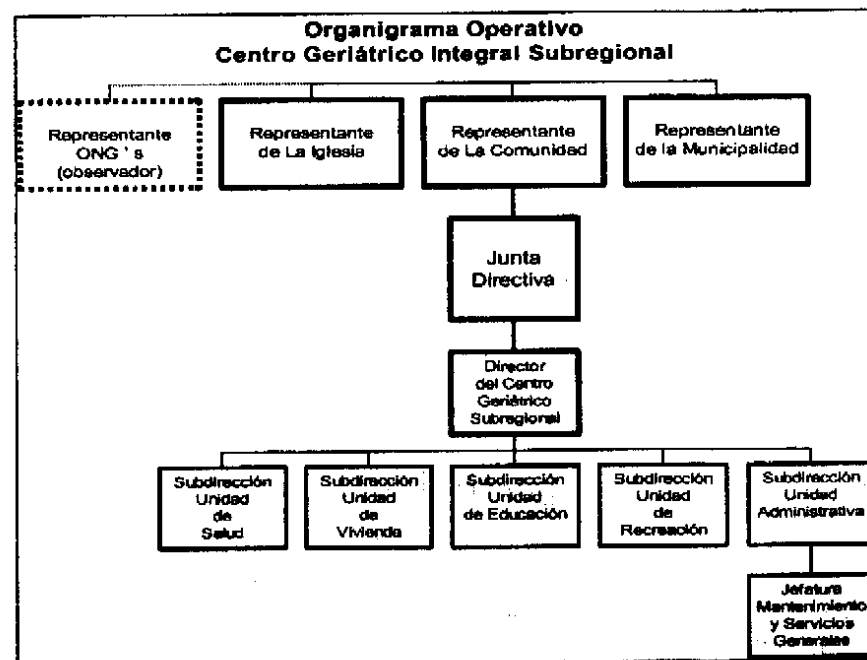 Organigrama Operativo
Centro Geriátrico Integral Subregional
Representante
ONG ' s
(observador)
Representante
de La Iglesia
Representante
de La Comunidad
Representante
de la Municipalidad
Junta
Directiva
Director
del Centro
Geriátrico
Subregional
Subdirección
Unidad
de
Salud
Subdirección
Unidad
de
Vivienda
Subdirección
Unidad
de Educación
Subdirección
Unidad
de
Recreación
Subdirección
Unidad
Administrativa
Jefatura
Mantenimiento
y Servicios
Generales